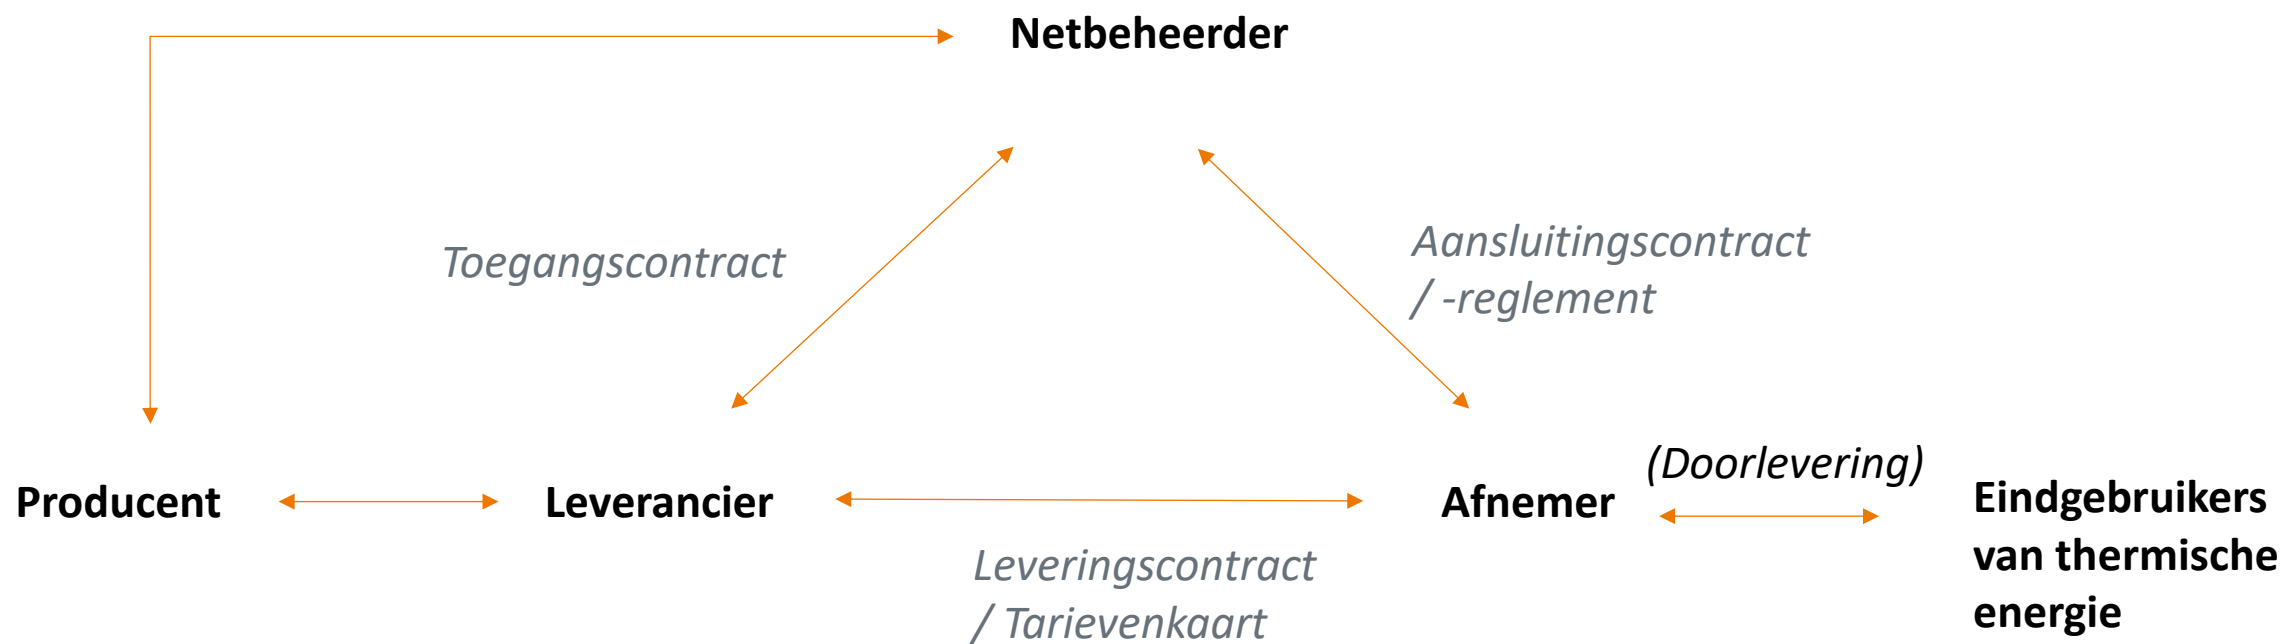 Netbeheerder
Toegangscontract
Aansluitingscontract
/ -reglement
Producent
Leverancier
Afnemer
(Doorlevering)
Eindgebruikers
van thermische
energie
Leveringscontract
/ Tarievenkaart